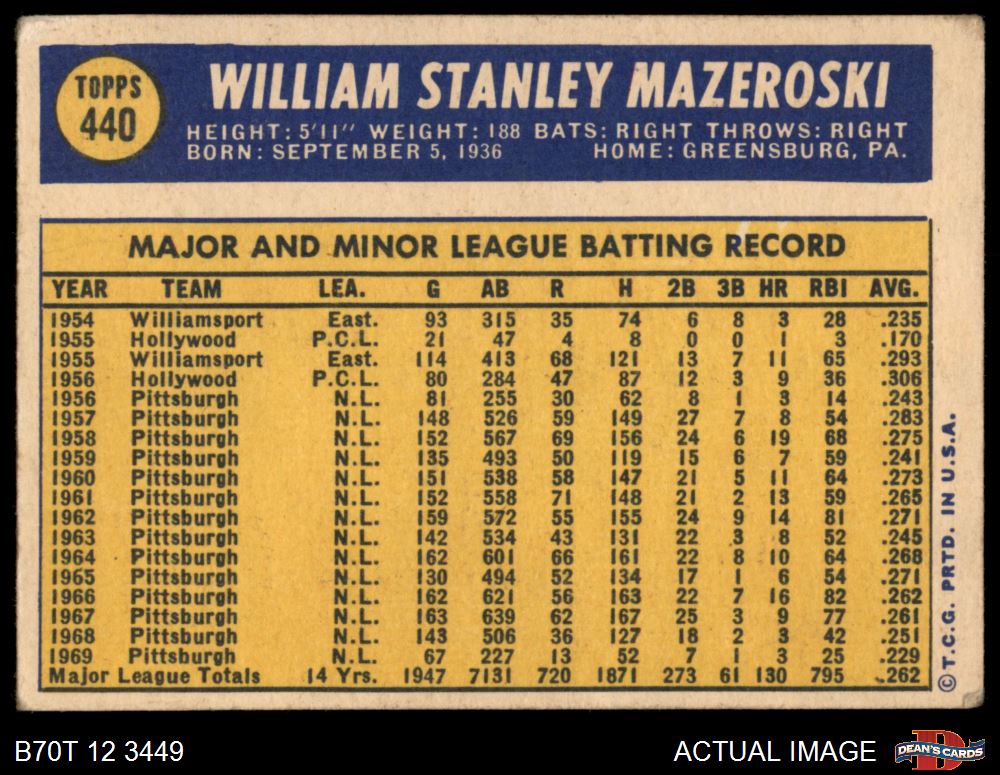 TOPPS
440
WILLIAM STANLEY MAZEROSKI
HEIGHT: 5'11" WEIGHT: 188 BATS: RIGHT THROWS: RIGHT
BORN: SEPTEMBER 5, 1936 HOME: GREENSBURG, PA.
MAJOR AND MINOR LEAGUE BATTING RECORD
YEAR TEAM LEA. G AB R H 2B 3B HR RBI AVG.
1954 Williamsport East. 93 315 35 74 6 8 3 28 .235
1955 Hollywood P.C.L. 21 47 4 8 0 0 1 3 .170
1955 Williamsport East. 114 413 68 121 13 7 11 65 .293
1956 Hollywood P.C.L. 80 284 47 87 12 3 9 36 .306
1956 Pittsburgh N.L. 81 255 30 62 8 1 3 14 .243
1957 Pittsburgh N.L. 148 526 59 149 27 7 8 54 .283
1958 Pittsburgh N.L. 152 567 69 156 24 6 19 68 .275
1959 Pittsburgh N.L. 135 493 50 119 15 6 7 59 .241
1960 Pittsburgh N.L. 151 538 58 147 21 5 11 64 .273
1961 Pittsburgh N.L. 152 558 71 148 21 2 13 59 .265
1962 Pittsburgh N.L. 159 572 55 155 24 9 14 81 .271
1963 Pittsburgh N.L. 142 534 43 131 22 3 8 52 .245
1964 Pittsburgh N.L. 162 601 66 161 22 8 10 64 .268
1965 Pittsburgh N.L. 130 494 52 134 17 1 6 54 .271
1966 Pittsburgh N.L. 162 621 56 163 22 7 16 82 .262
1967 Pittsburgh N.L. 163 639 62 167 25 3 9 77 .261
1968 Pittsburgh N.L. 143 506 36 127 18 2 3 42 .251
1969 Pittsburgh N.L. 67 227 13 52 7 1 3 25 .229
Major League Totals 14 Yrs. 1947 7131 720 1871 273 61 130 795 .262
©T.C.G. PRTD. IN U.S.A.
B70T 12 3449
ACTUAL IMAGE
D
DEAN'S CARDS